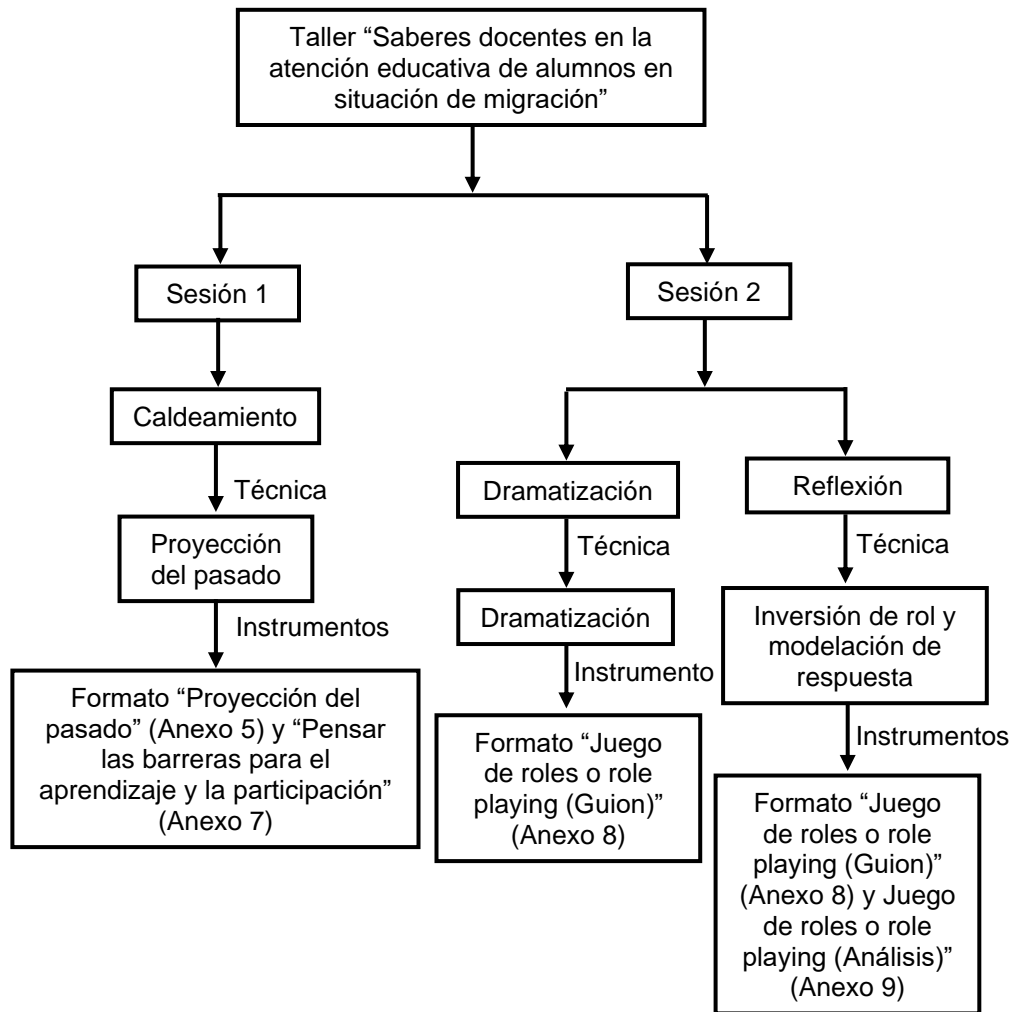 Taller “Saberes docentes en la
atención educativa de alumnos en
situación de migración”
Sesión 1
Sesión 2
Caldeamiento
Dramatización
Reflexión
Técnica
Técnica
Técnica
Proyección
del pasado
Dramatización
Inversión de rol y
modelación de
respuesta
Instrumentos
Instrumento
Instrumentos
Formato “Proyección del
pasado” (Anexo 5) y “Pensar
las barreras para el
aprendizaje y la participación”
(Anexo 7)
Formato “Juego
de roles o role
playing (Guion)”
(Anexo 8)
Formato “Juego
de roles o role
playing (Guion)”
(Anexo 8) y Juego
de roles o role
playing (Análisis)”
(Anexo 9)